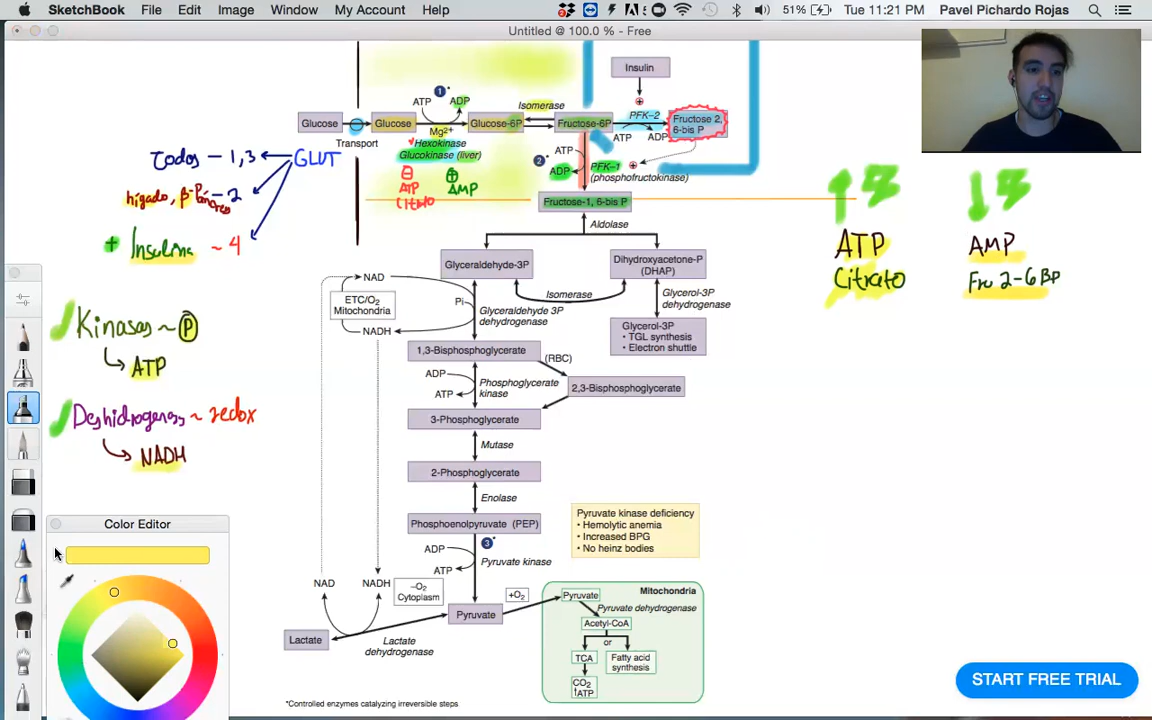 SketchBook File Edit Image Window My Account Help 51% Tue 11:21 PM Pavel Pichardo Rojas
Untitled @ 100.0 % - Free
Insulin
Glucose
Transport
Glucose
1*
ATP
ADP
Mg2+
Hexokinase
Glucokinase (liver)
Glucose-6P
Isomerase
Fructose-6P
PFK-2
ATP
ADP
Fructose 2,
6-bis P
2*
ATP
ADP
PFK-1
(phosphofructokinase)
Fructose-1, 6-bis P
Todos - 1,3
GLUT
hígado, β-Páncreas - 2
+ Insulina ~ 4
ATP
Citrato
AMP
ATP
Citrato
AMP
Fru 2-6 BP
Aldolase
Glyceraldehyde-3P
Dihydroxyacetone-P
(DHAP)
Isomerase
Glycerol-3P
dehydrogenase
Glycerol-3P
• TGL synthesis
• Electron shuttle
NAD
Pi
ETC/O2
Mitochondria
NADH
Glyceraldehyde 3P
dehydrogenase
Kinasas ~ P
ATP
Deshidrogenasas ~ redox
NADH
1,3-Bisphosphoglycerate
(RBC)
ADP
ATP
Phosphoglycerate
kinase
2,3-Bisphosphoglycerate
3-Phosphoglycerate
Mutase
2-Phosphoglycerate
Enolase
Phosphoenolpyruvate (PEP)
3*
ADP
ATP
Pyruvate kinase
Pyruvate kinase deficiency
• Hemolytic anemia
• Increased BPG
• No heinz bodies
Color Editor
NAD
NADH
–O2
Cytoplasm
+O2
Pyruvate
Lactate
Lactate
dehydrogenase
Mitochondria
Pyruvate
Pyruvate dehydrogenase
Acetyl-CoA
or
TCA
Fatty acid
synthesis
CO2
↑ATP
START FREE TRIAL
*Controlled enzymes catalyzing irreversible steps